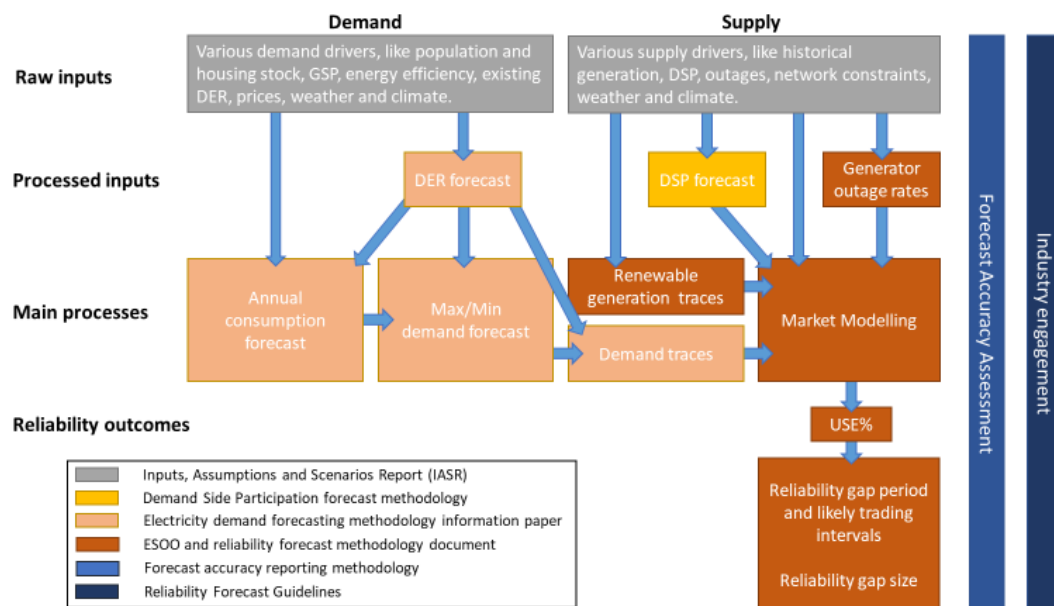 Demand
Supply
Raw inputs
Various demand drivers, like population and
housing stock, GSP, energy efficiency, existing
DER, prices, weather and climate.
Various supply drivers, like historical
generation, DSP, outages, network constraints,
weather and climate.
Processed inputs
DER forecast
DSP forecast
Generator
outage rates
Main processes
Annual
consumption
forecast
Max/Min
demand forecast
Renewable
generation traces
Demand traces
Market Modelling
Reliability outcomes
USE%
Reliability gap period
and likely trading
intervals
Reliability gap size
Inputs, Assumptions and Scenarios Report (IASR)
Demand Side Participation forecast methodology
Electricity demand forecasting methodology information paper
ESOO and reliability forecast methodology document
Forecast accuracy reporting methodology
Reliability Forecast Guidelines
Forecast Accuracy Assessment
Industry engagement